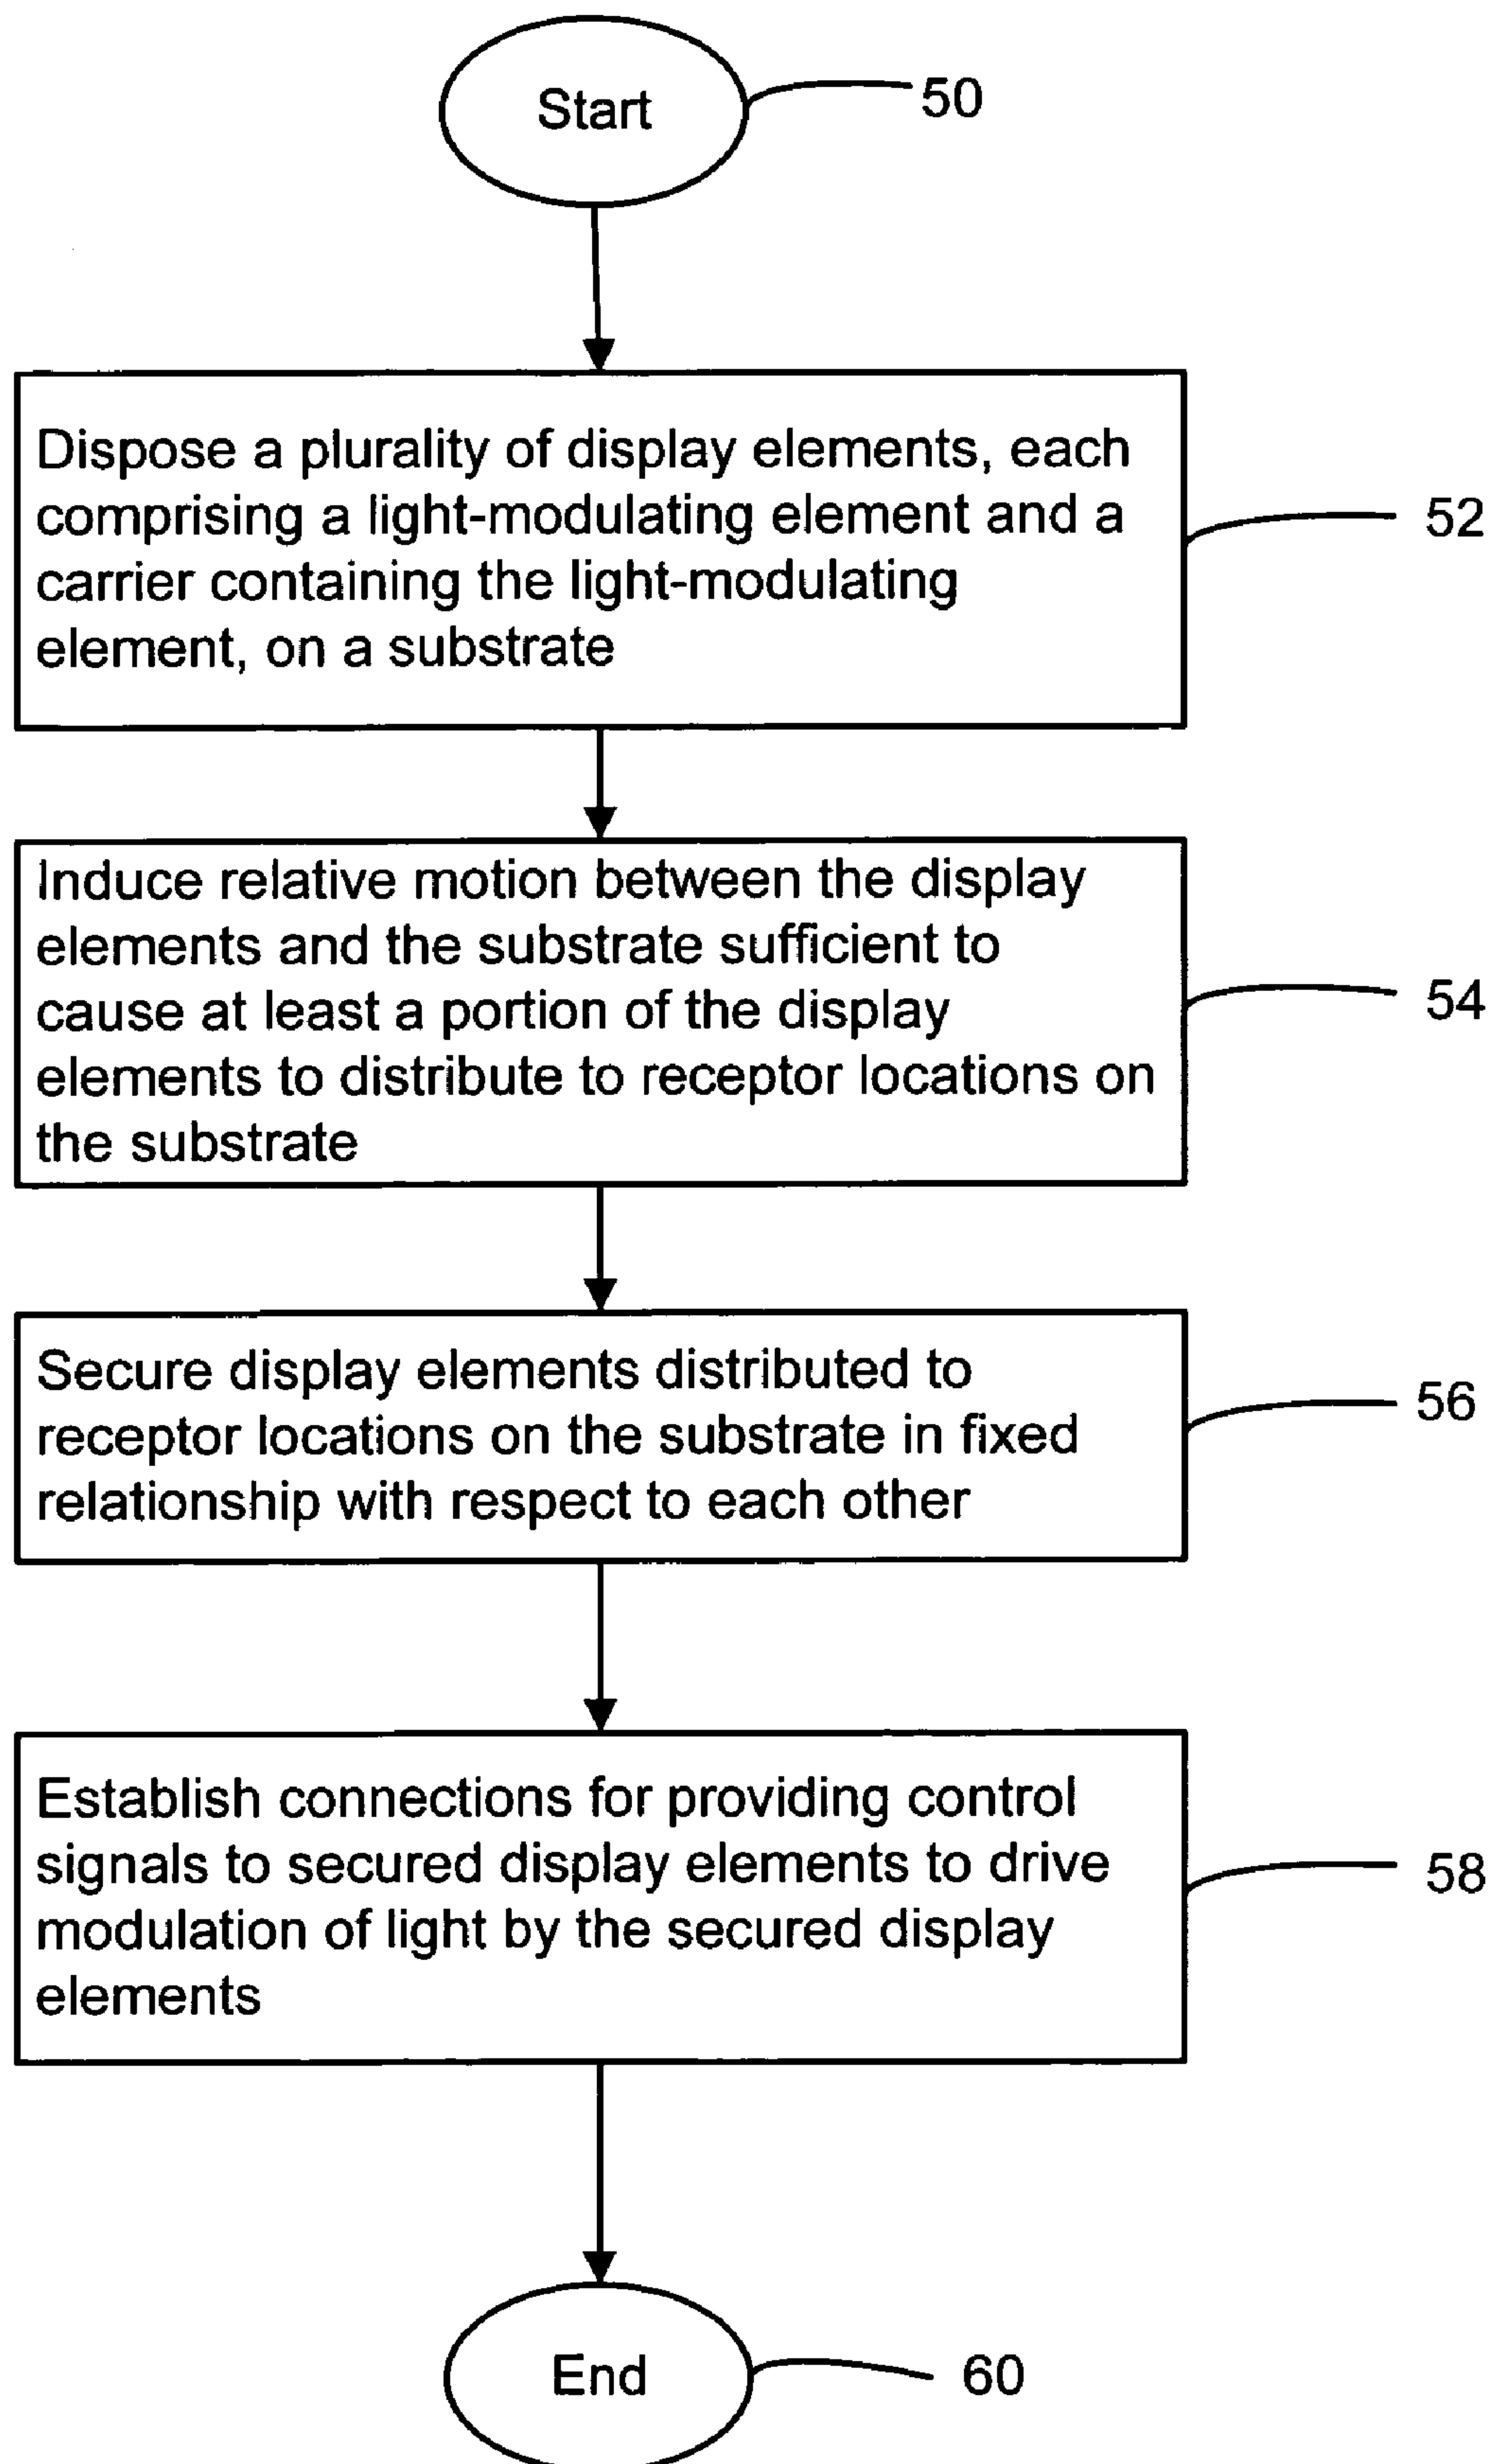 Start
50
Dispose a plurality of display elements, each
comprising a light-modulating element and a
carrier containing the light-modulating
element, on a substrate
52
Induce relative motion between the display
elements and the substrate sufficient to
cause at least a portion of the display
elements to distribute to receptor locations on
the substrate
54
Secure display elements distributed to
receptor locations on the substrate in fixed
relationship with respect to each other
56
Establish connections for providing control
signals to secured display elements to drive
modulation of light by the secured display
elements
58
End
60